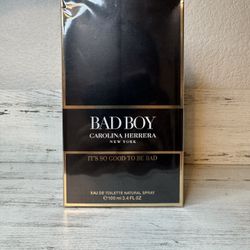 BAD BOY
CAROLINA HERRERA
NEW YORK
IT'S SO GOOD TO BE BAD
EAU DE TOILETTE NATURAL SPRAY
℮100 ml 3.4 FL. OZ